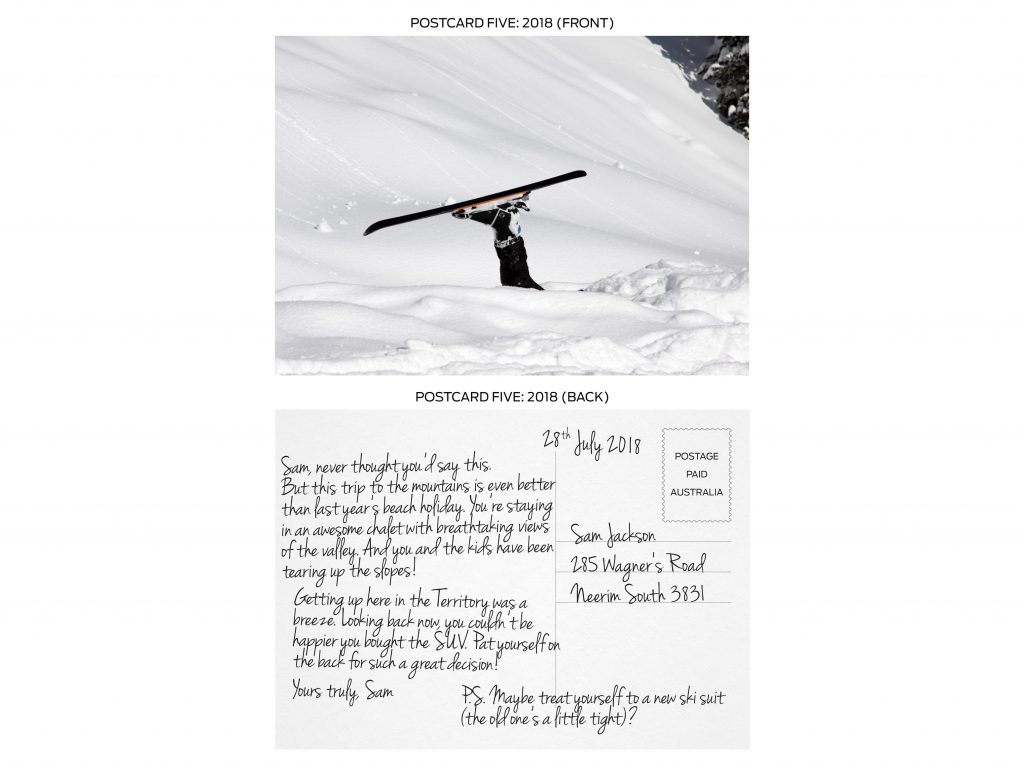 POSTCARD FIVE: 2018 (FRONT)
POSTCARD FIVE: 2018 (BACK)
28th July 2018
POSTAGE
PAID
AUSTRALIA
Sam, never thought you'd say this.
But this trip to the mountains is even better
than last year's beach holiday. You're staying
in an awesome chalet with breathtaking views
of the valley. And you and the kids have been
tearing up the slopes!
Getting up here in the Territory was a
breeze. Looking back now, you couldn't be
happier you bought the SUV. Pat yourself on
the back for such a great decision!
Yours truly, Sam
P.S. Maybe treat yourself to a new ski suit
(the old one's a little tight)?
Sam Jackson
285 Wagner's Road
Neerim South 3831